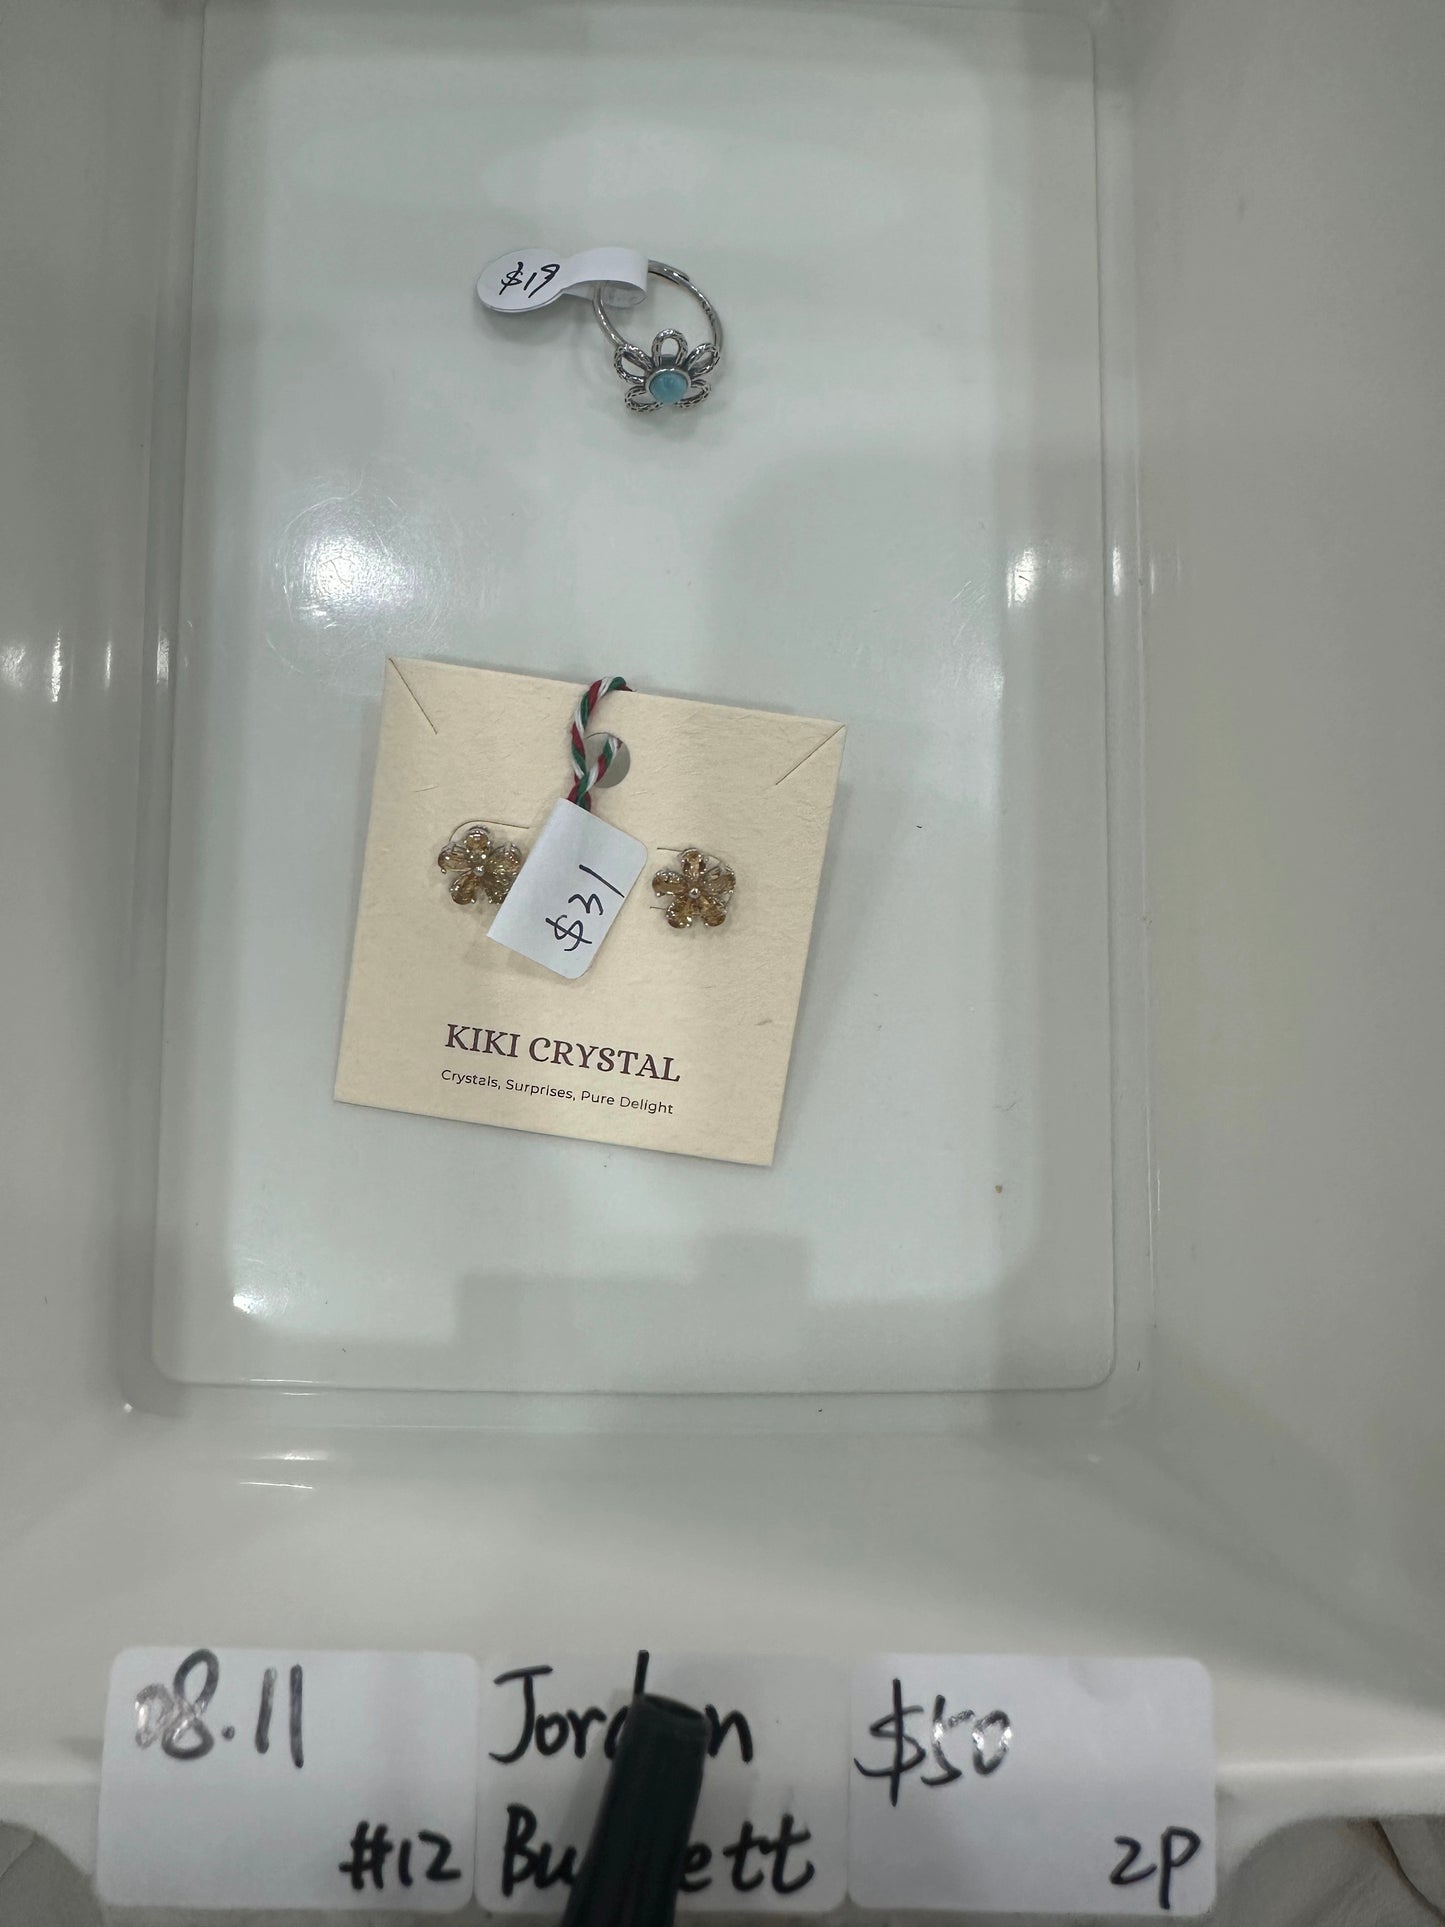 $19
$31
KIKI CRYSTAL
Crystals, Surprises, Pure Delight
08.11
#12
$50
2P